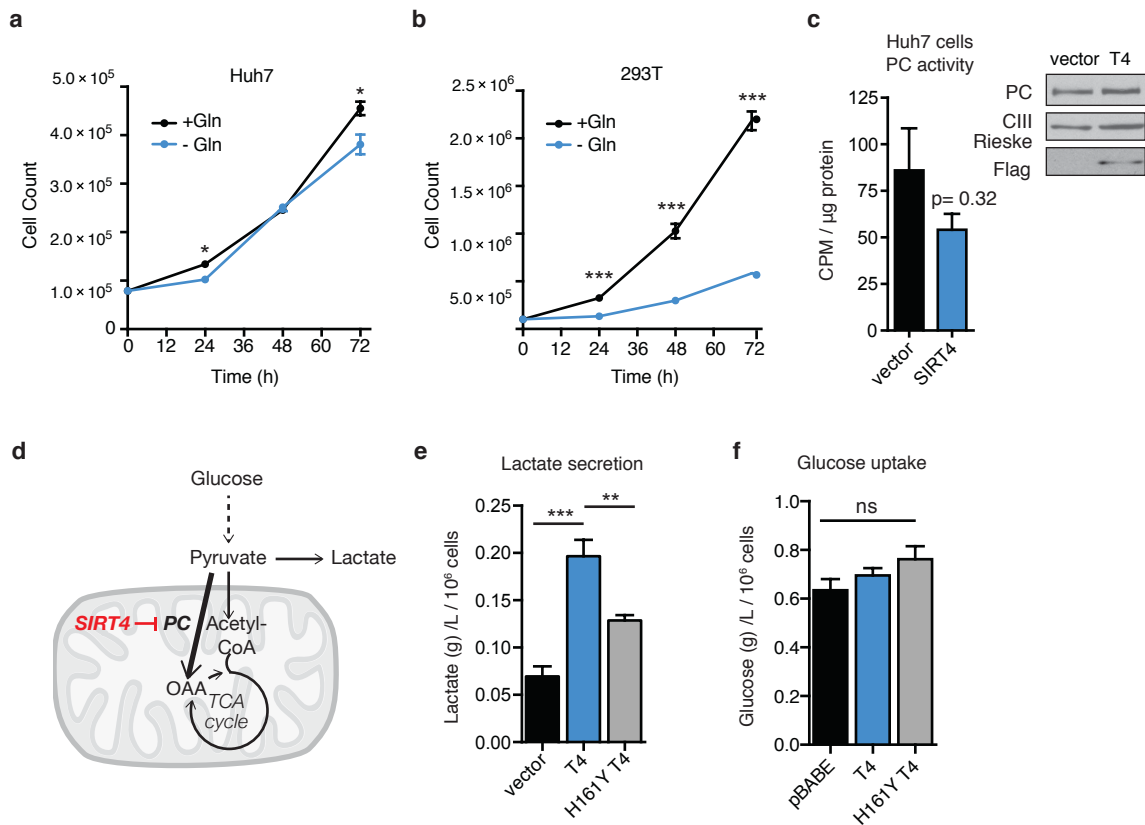 a
Huh7
5.0 × 10⁵
4.0 × 10⁵
3.0 × 10⁵
2.0 × 10⁵
1.0 × 10⁵
0
Cell Count
+Gln
- Gln
*
*
0 12 24 36 48 60 72
Time (h)
b
293T
2.5 × 10⁶
2.2 × 10⁶
1.5 × 10⁶
1.0 × 10⁶
5.0 × 10⁵
Cell Count
+Gln
- Gln
***
***
***
0 12 24 36 48 60 72
Time (h)
c
Huh7 cells
PC activity
125
100
75
50
25
0
CPM / µg protein
p= 0.32
vector
SIRT4
vector T4
PC
CIII
Rieske
Flag
d
Glucose
Pyruvate
Lactate
SIRT4
PC
Acetyl-
CoA
OAA
TCA
cycle
e
Lactate secretion
0.25
0.20
0.15
0.10
0.05
0.00
Lactate (g) /L / 10⁶ cells
***
**
vector
T4
H161Y T4
f
Glucose uptake
1.0
0.8
0.6
0.4
0.2
0.0
Glucose (g) /L / 10⁶ cells
ns
pBABE
T4
H161Y T4